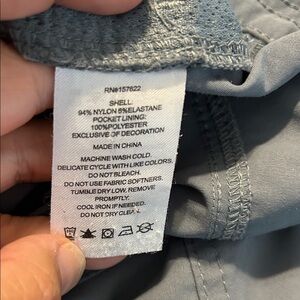 RN#157622
SHELL:
94% NYLON 6%ELASTANE
POCKET LINING:
100%POLYESTER
EXCLUSIVE OF DECORATION
MADE IN CHINA
MACHINE WASH COLD.
DELICATE CYCLE WITH LIKE COLORS.
DO NOT BLEACH.
DO NOT USE FABRIC SOFTNERS.
TUMBLE DRY LOW. REMOVE
PROMPTLY.
COOL IRON IF NEEDED.
DO NOT DRY CLEAN.